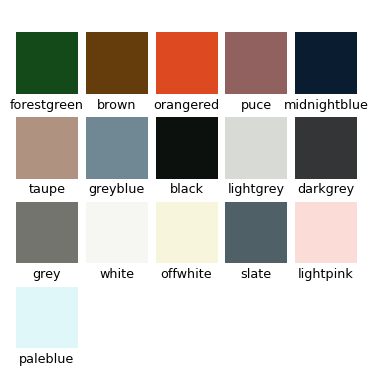 forestgreen brown orangered puce midnightblue
taupe greyblue black lightgrey darkgrey
grey white offwhite slate lightpink
paleblue